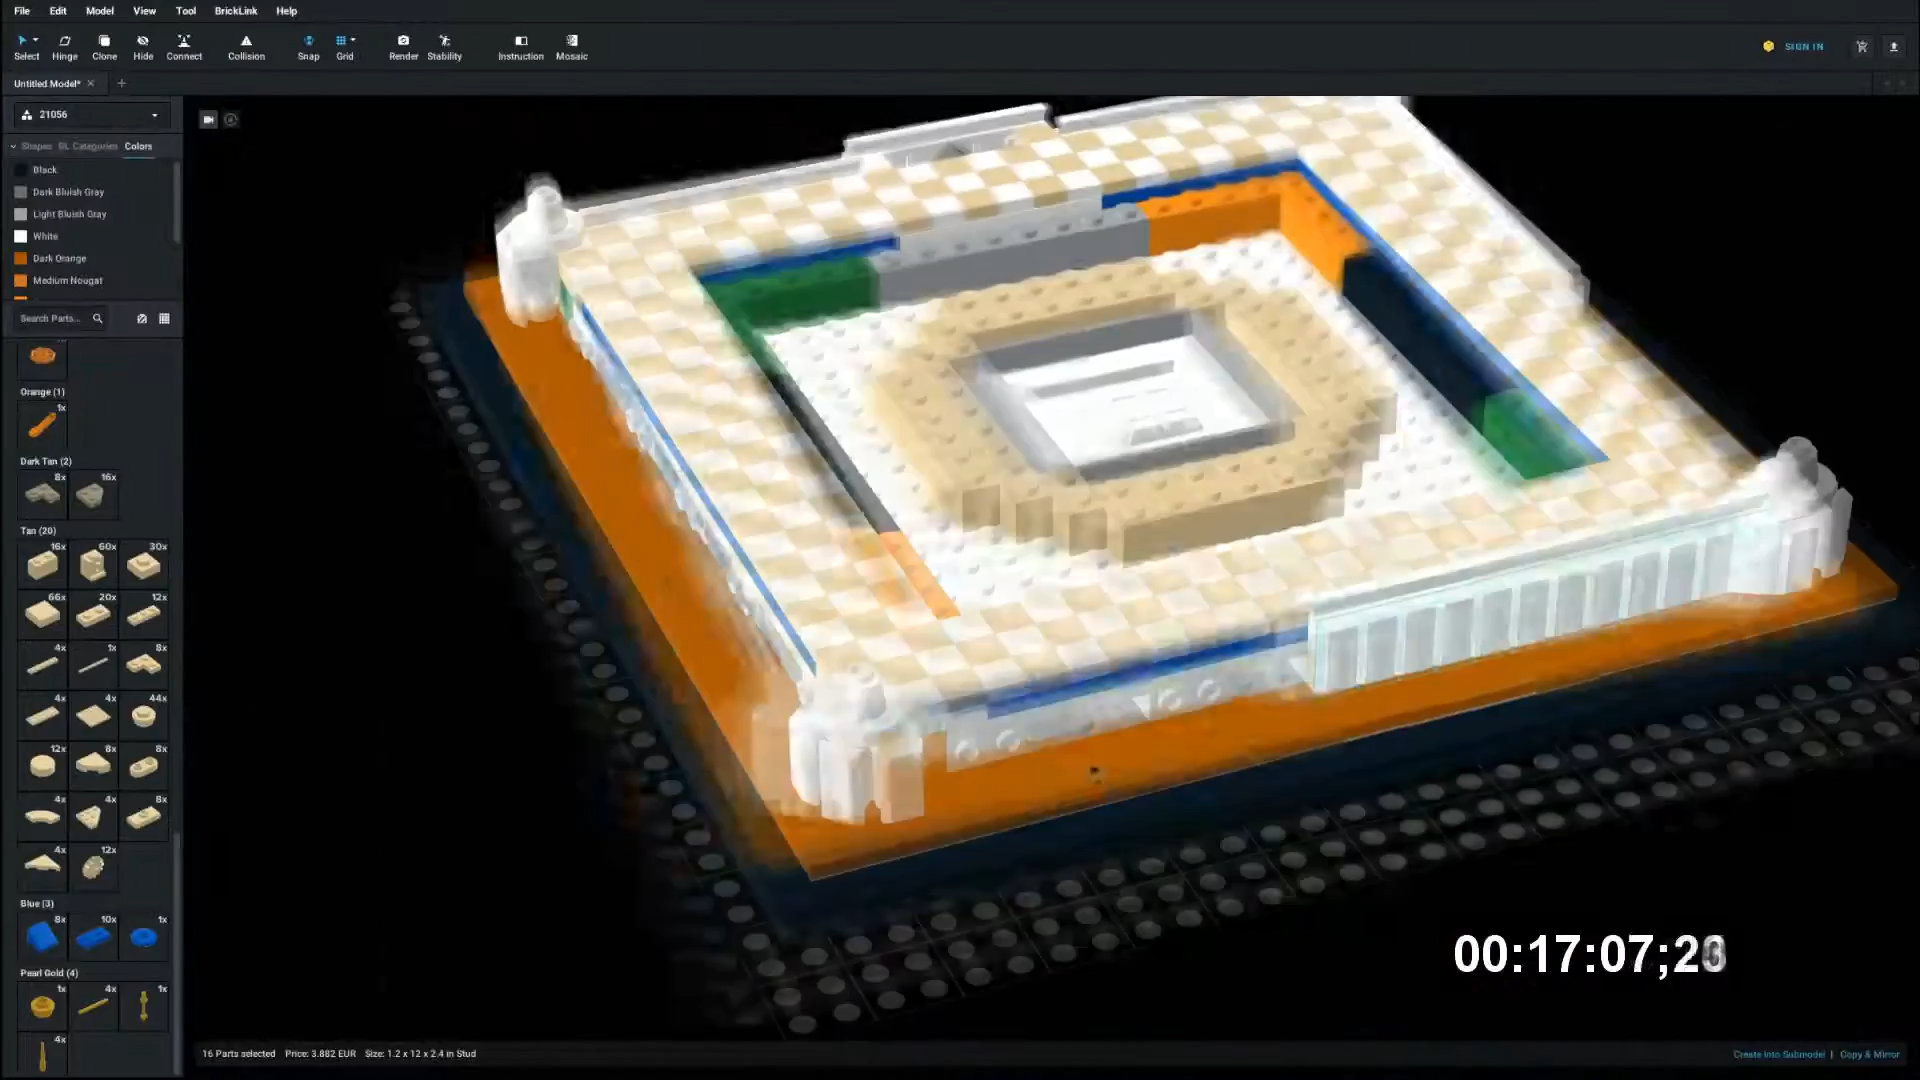 File Edit Model View Tool BrickLink Help
Select Hinge Clone Hide Connect Collision Snap Grid Render Stability Instruction Mosaic
SIGN IN
Untitled Model*
21056
Shapes BL Categories Colors
Black
Dark Bluish Gray
Light Bluish Gray
White
Dark Orange
Medium Nougat
Search Parts...
Orange (1)
1x
Dark Tan (2)
8x 16x
Tan (20)
16x 60x 30x
66x 20x 12x
4x 1x 8x
4x 4x 44x
12x 8x 8x
4x 4x 8x
4x 12x
Blue (3)
8x 10x 1x
Pearl Gold (4)
1x 4x 1x
4x
00:17:07;2
16 Parts selected Price: 3.882 EUR Size: 1.2 x 12 x 2.4 in Stud
Create Into Submodel | Copy & Mirror